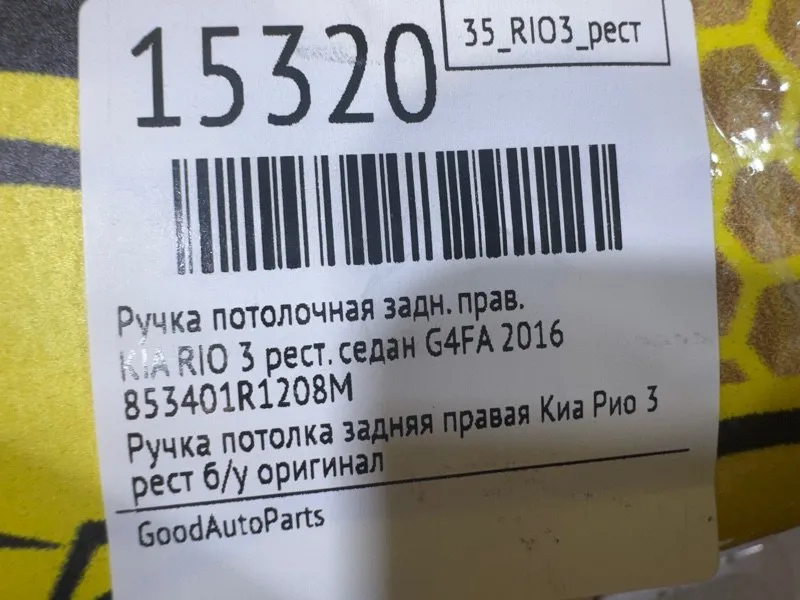 35_RIO3_рест
15320
Ручка потолочная задн. прав.
KIA RIO 3 рест. седан G4FA 2016
853401R1208M
Ручка потолка задняя правая Киа Рио 3
рест б/у оригинал
GoodAutoParts